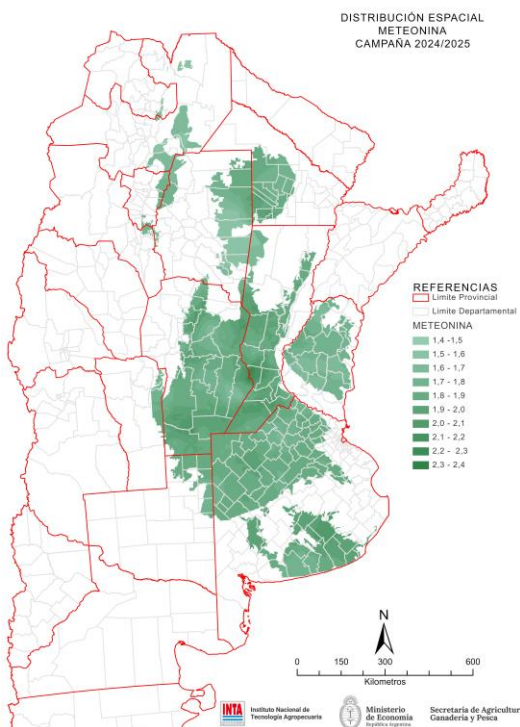 DISTRIBUCIÓN ESPACIAL
METEONINA
CAMPAÑA 2024/2025
REFERENCIAS
Limite Provincial
Limite Departamental
METEONINA
1,4 -1,5
1,5 - 1,6
1,6 - 1,7
1,7 - 1,8
1,8 - 1,9
1,9 - 2,0
2,0 - 2,1
2,1 - 2,2
2,2 - 2,3
2,3 - 2,4
N
0 150 300 600
Kilometros
INTA
Instituto Nacional de
Tecnología Agropecuaria
Ministerio
de Economía
República Argentina
Secretaria de Agricultur
Ganadería y Pesca